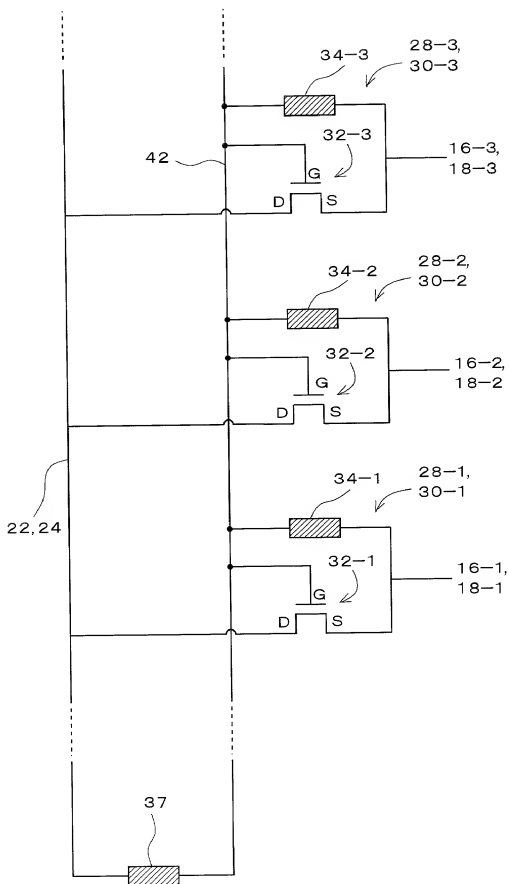 34-3
28-3,
30-3
32-3
42
G
D
S
16-3,
18-3
34-2
28-2,
30-2
32-2
G
D
S
16-2,
18-2
34-1
28-1,
30-1
22,24
32-1
G
D
S
16-1,
18-1
37